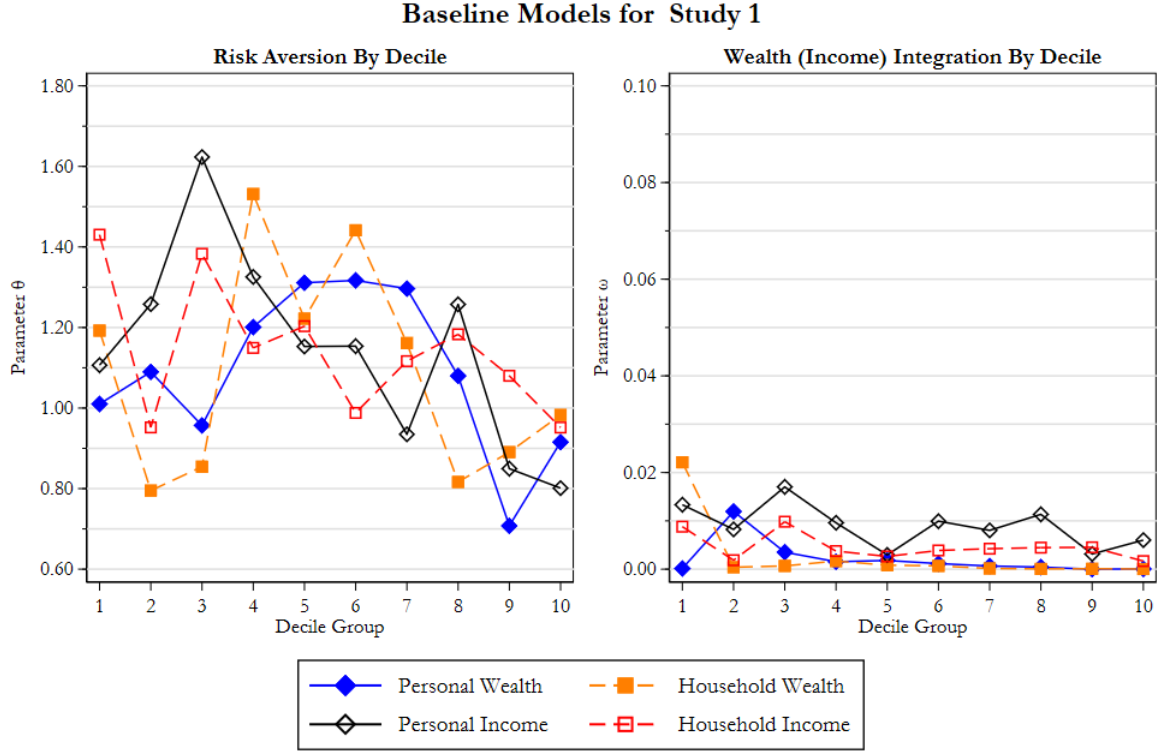 Baseline Models for Study 1
Risk Aversion By Decile
Wealth (Income) Integration By Decile
1.80
1.60
1.40
1.20
1.00
0.80
0.60
Parameter θ
1 2 3 4 5 6 7 8 9 10
Decile Group
0.10
0.08
0.06
0.04
0.02
0.00
Parameter ω
1 2 3 4 5 6 7 8 9 10
Decile Group
Personal Wealth
Household Wealth
Personal Income
Household Income